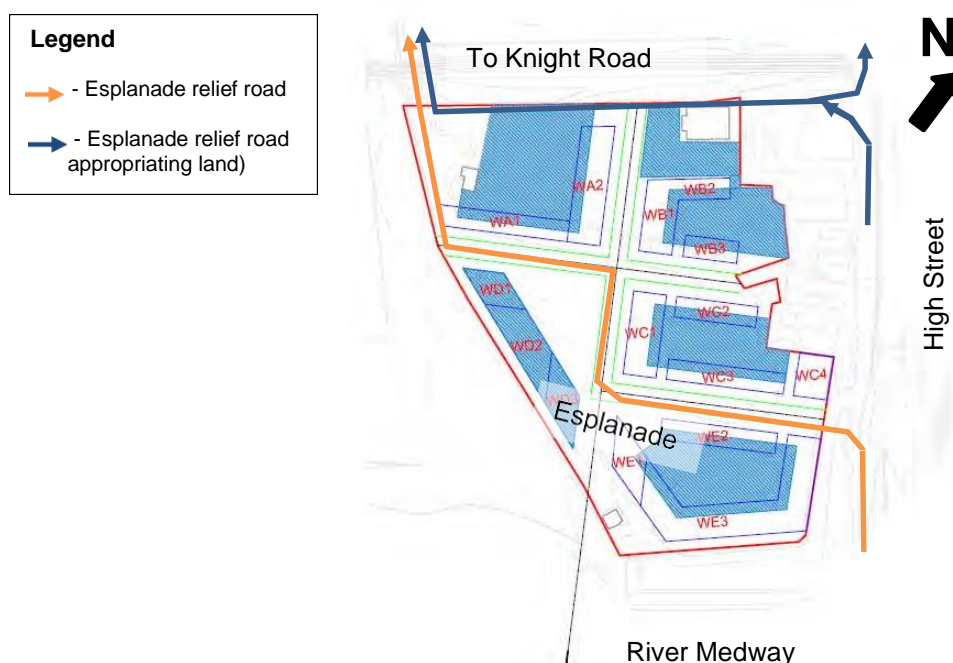 Legend
- Esplanade relief road
- Esplanade relief road
appropriating land)
To Knight Road
N
WA2
WA1
WB2
WB1
WB3
High Street
WD1
WC2
WC1
WD2
WC3
WC4
WD3
Esplanade
WE2
WE1
WE3
River Medway